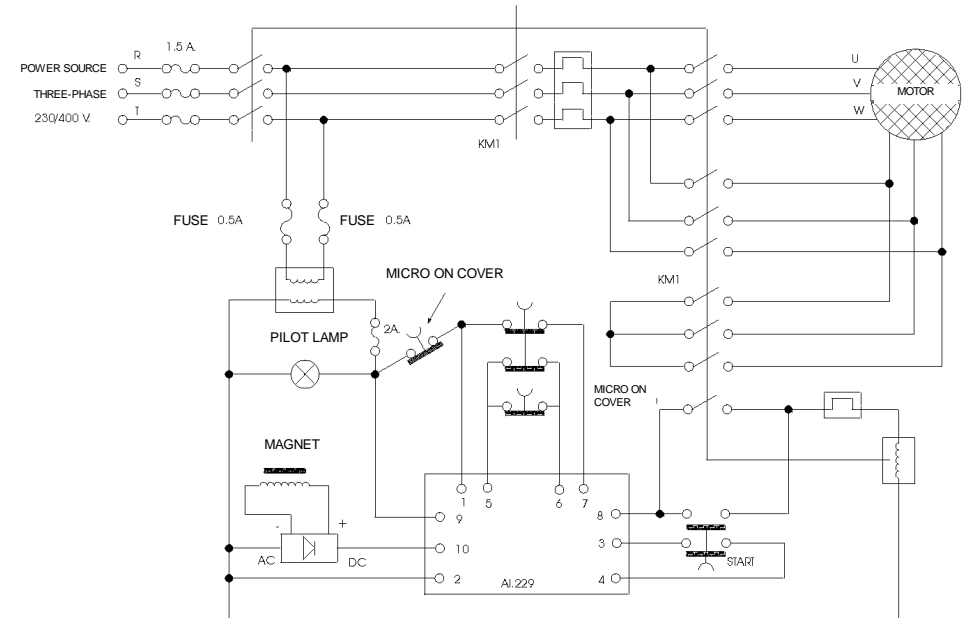 R
1.5 A.
POWER SOURCE
S
THREE-PHASE
T
230/400 V.
KM1
U
V
W
MOTOR
FUSE 0.5A
FUSE 0.5A
MICRO ON COVER
KM1
2A.
PILOT LAMP
MICRO ON
COVER
MAGNET
1 5 6 7
9
8
- +
10
3
AC
DC
START
2
4
AI.229